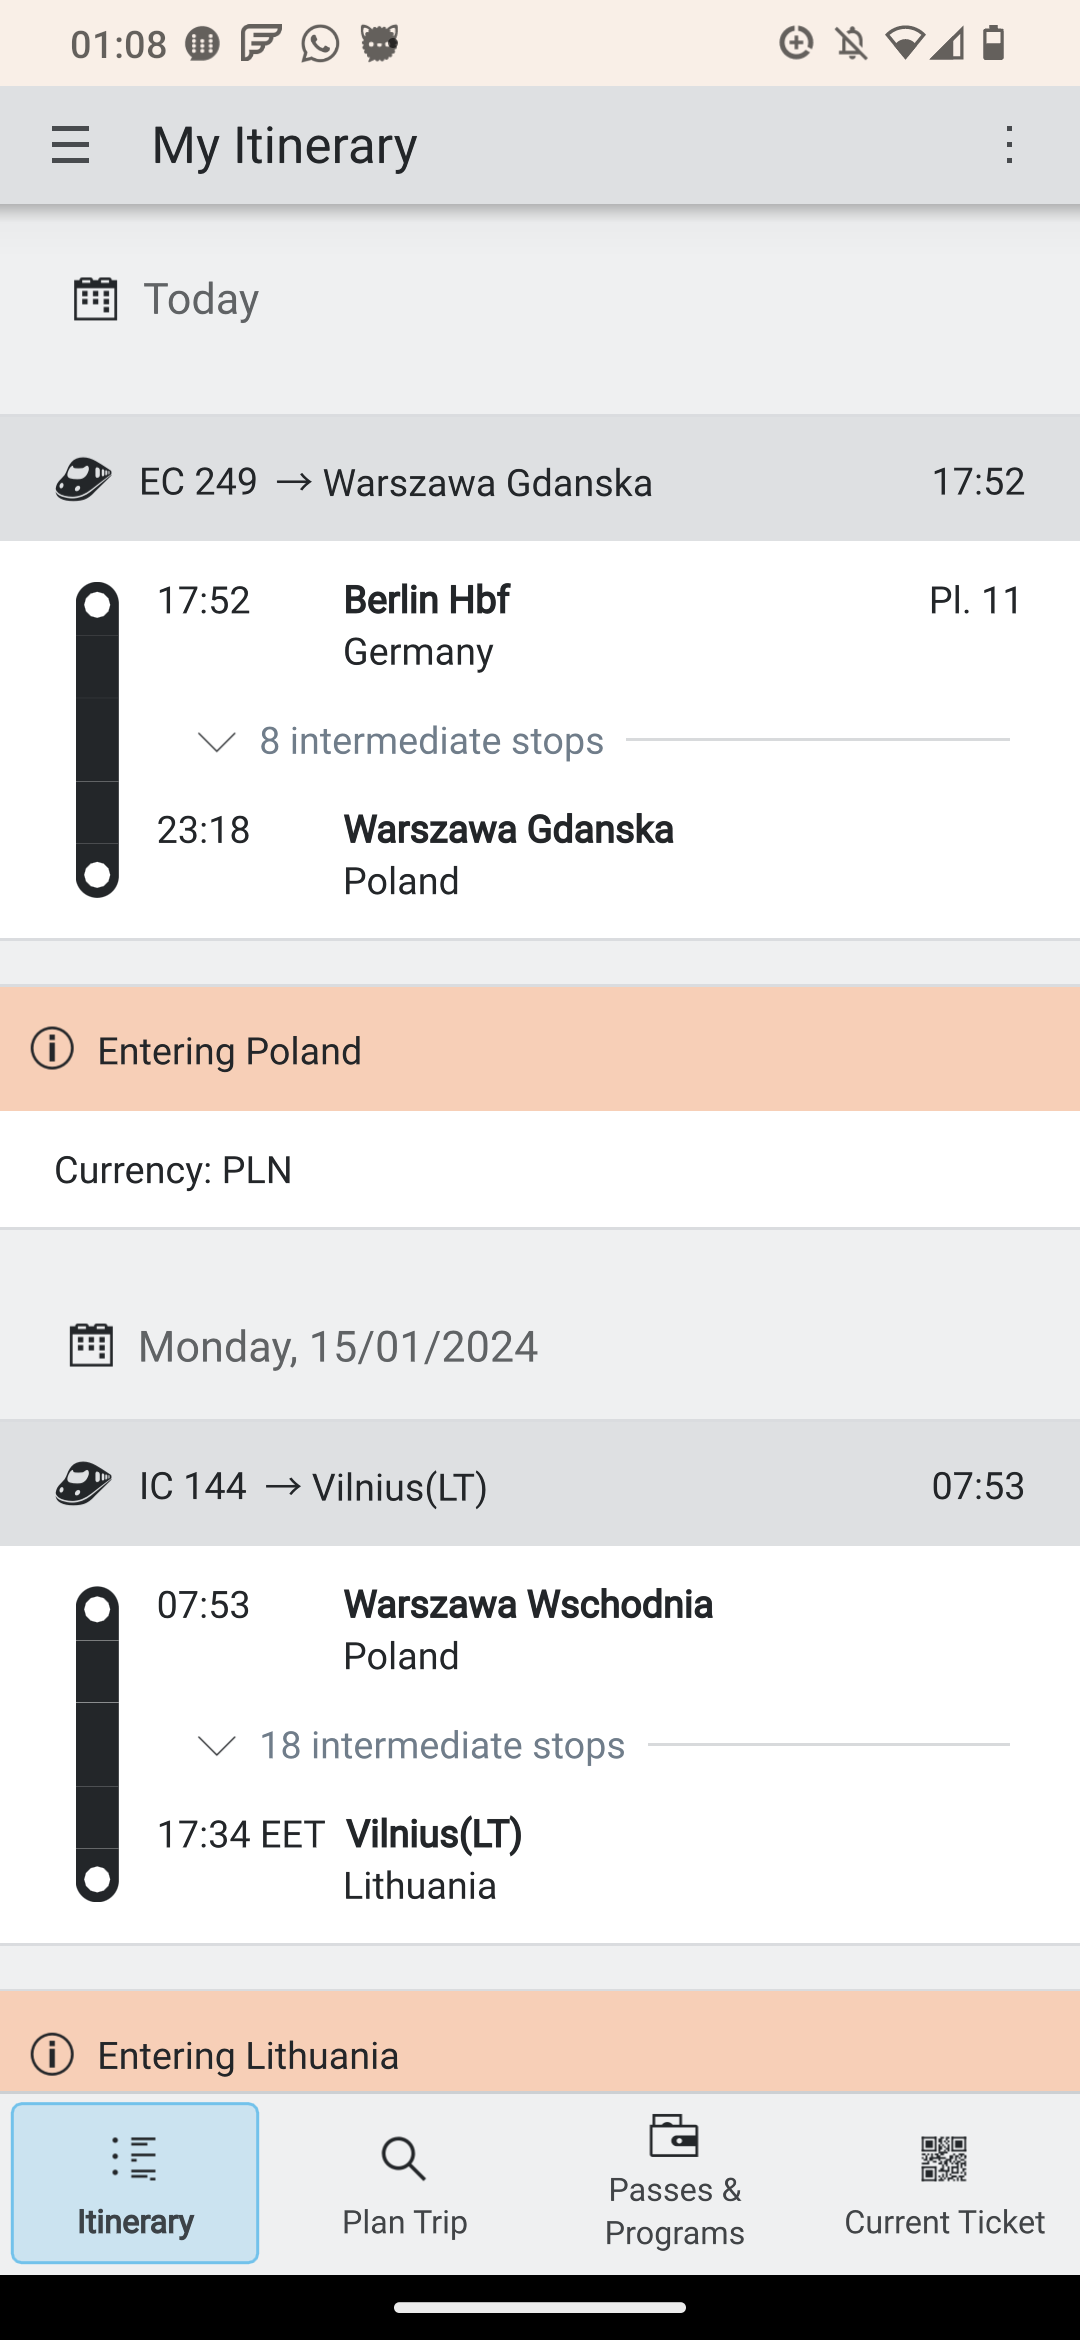 01:08
My Itinerary
Today
EC 249 → Warszawa Gdanska 17:52
17:52 Berlin Hbf Pl. 11
Germany
8 intermediate stops
23:18 Warszawa Gdanska
Poland
Entering Poland
Currency: PLN
Monday, 15/01/2024
IC 144 → Vilnius(LT) 07:53
07:53 Warszawa Wschodnia
Poland
18 intermediate stops
17:34 EET Vilnius(LT)
Lithuania
Entering Lithuania
Itinerary
Plan Trip
Passes &
Programs
Current Ticket